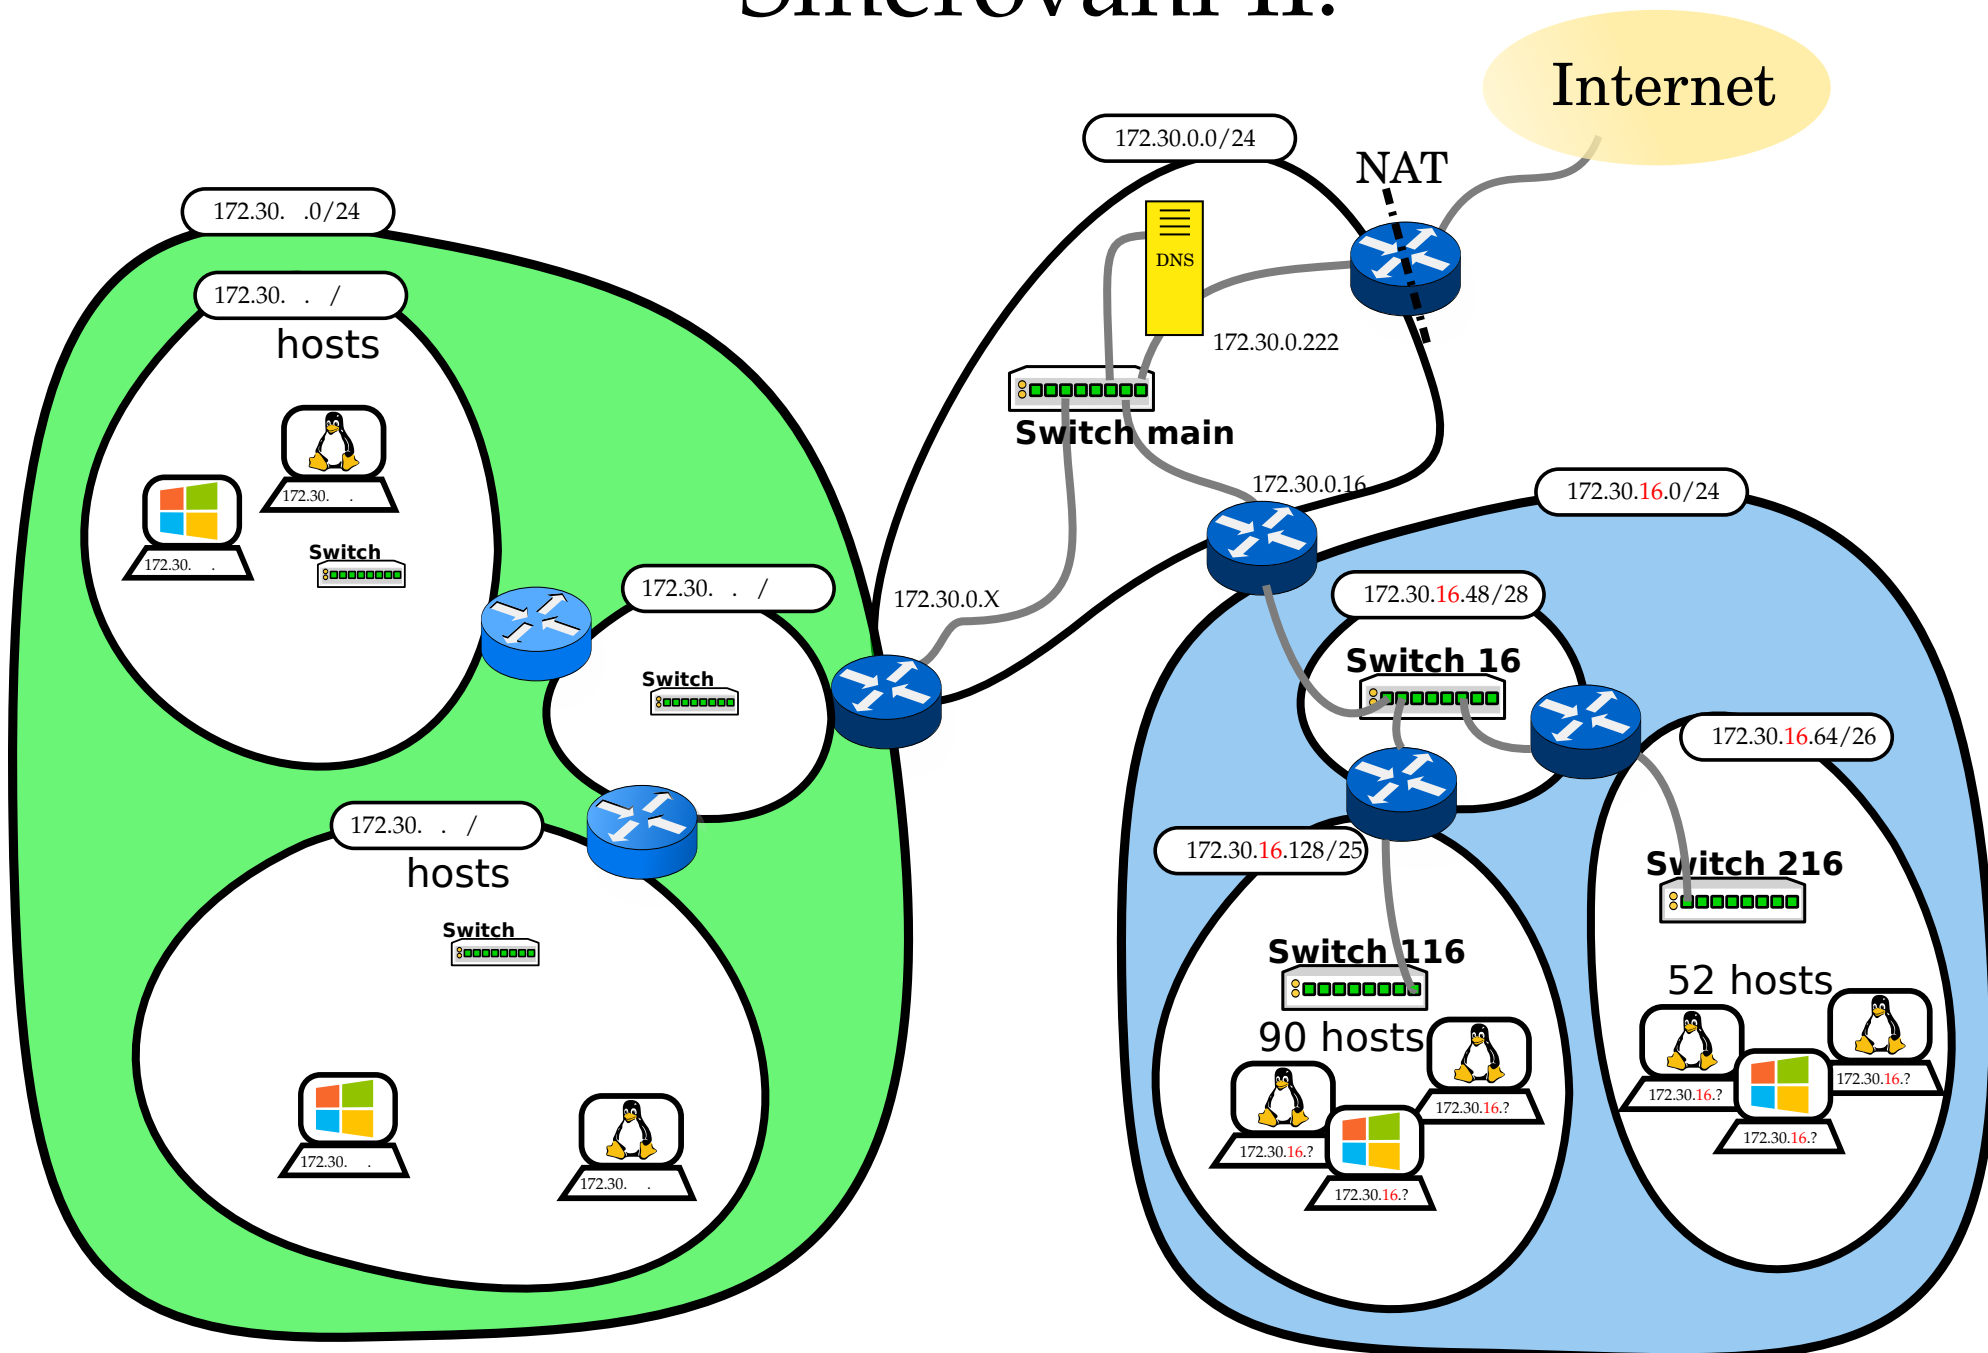 Směrování II.
Internet
172.30.0.0/24
NAT
172.30. .0/24
DNS
172.30. . /
hosts
172.30.0.222
172.30. .
172.30. .
Switch
Switch main
172.30.0.16
172.30.16.0/24
172.30. . /
172.30.0.X
172.30.16.48/28
Switch
Switch 16
172.30.16.64/26
172.30. . /
hosts
172.30.16.128/25
Switch 216
Switch
Switch 116
52 hosts
90 hosts
172.30.16.?
172.30.16.?
172.30.16.?
172.30.16.?
172.30.16.?
172.30.16.?
172.30. .
172.30. .